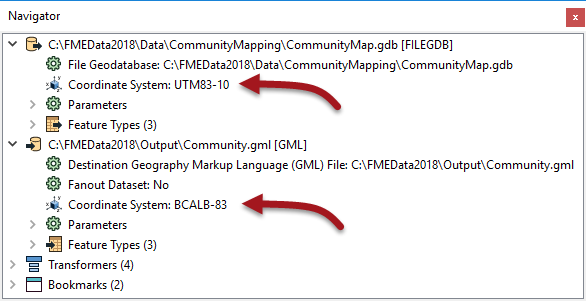 Navigator
C:\FMEData2018\Data\CommunityMapping\CommunityMap.gdb [FILEGDB]
File Geodatabase: C:\FMEData2018\Data\CommunityMapping\CommunityMap.gdb
Coordinate System: UTM83-10
Parameters
Feature Types (3)
C:\FMEData2018\Output\Community.gml [GML]
Destination Geography Markup Language (GML) File: C:\FMEData2018\Output\Community.gml
Fanout Dataset: No
Coordinate System: BCALB-83
Parameters
Feature Types (3)
Transformers (4)
Bookmarks (2)